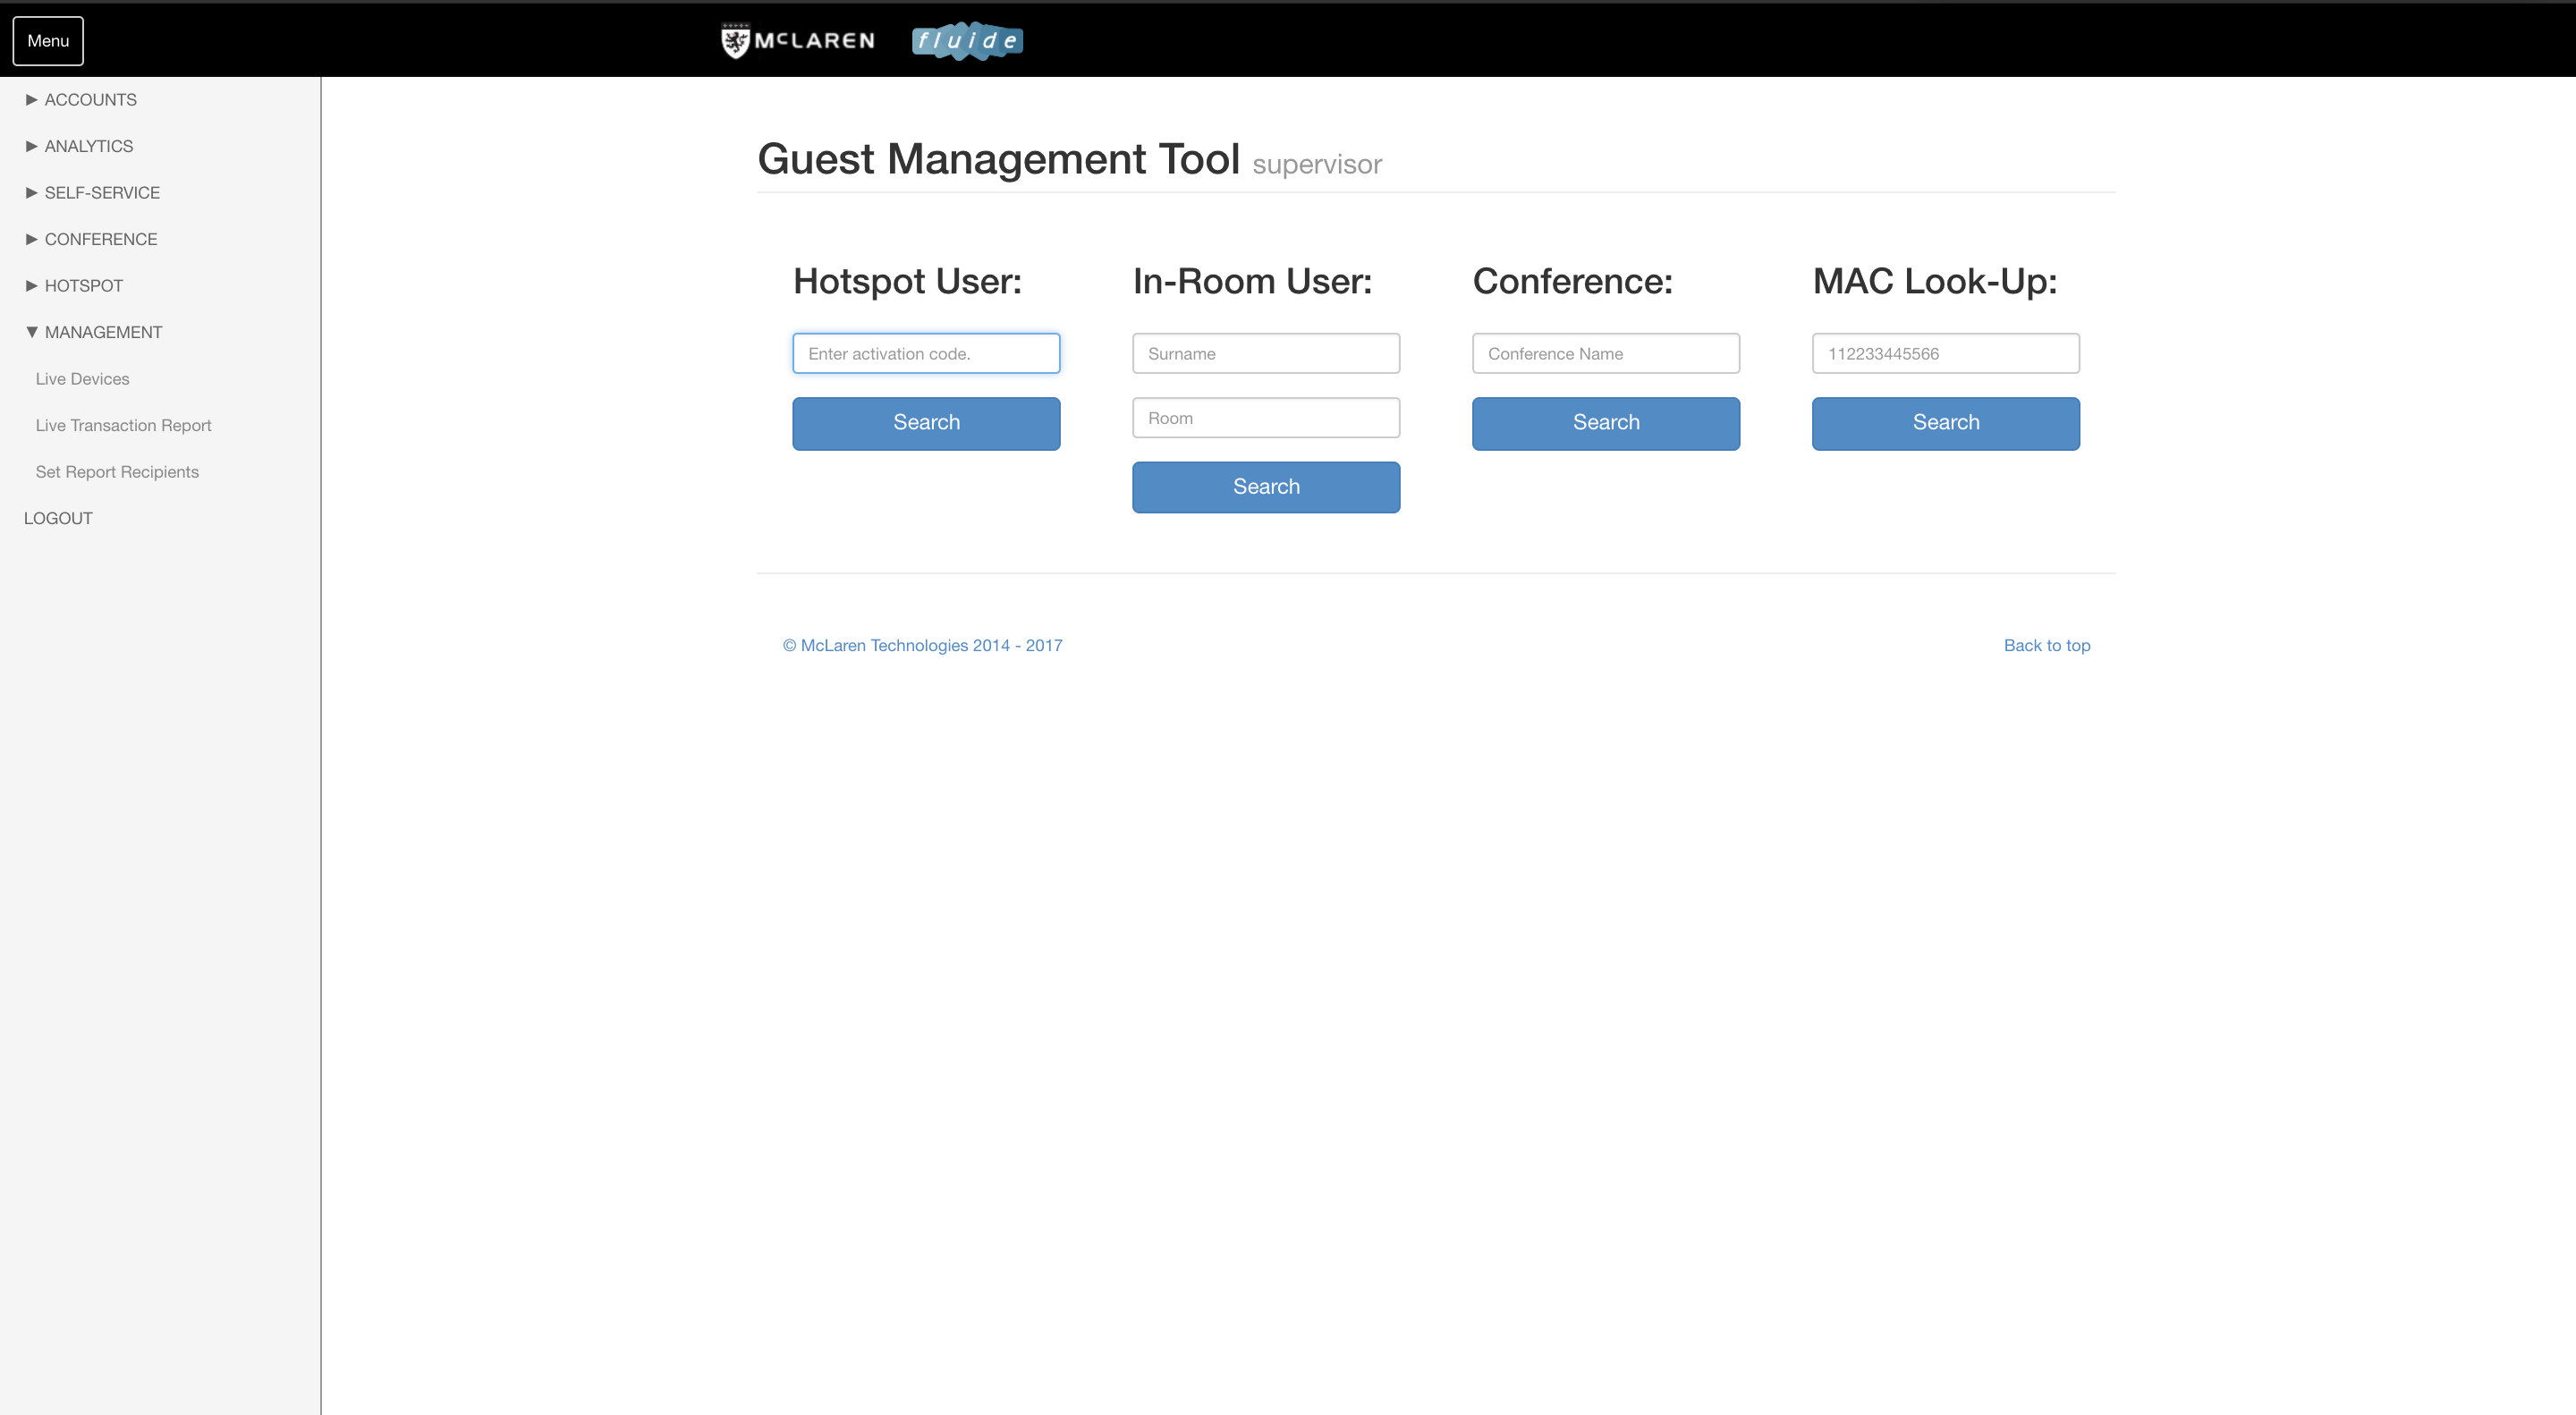 Menu
McLAREN
fluide
► ACCOUNTS
► ANALYTICS
► SELF-SERVICE
► CONFERENCE
► HOTSPOT
▼ MANAGEMENT
Live Devices
Live Transaction Report
Set Report Recipients
LOGOUT
Guest Management Tool supervisor
Hotspot User:
Enter activation code.
Search
In-Room User:
Surname
Room
Search
Conference:
Conference Name
Search
MAC Look-Up:
112233445566
Search
© McLaren Technologies 2014 - 2017
Back to top